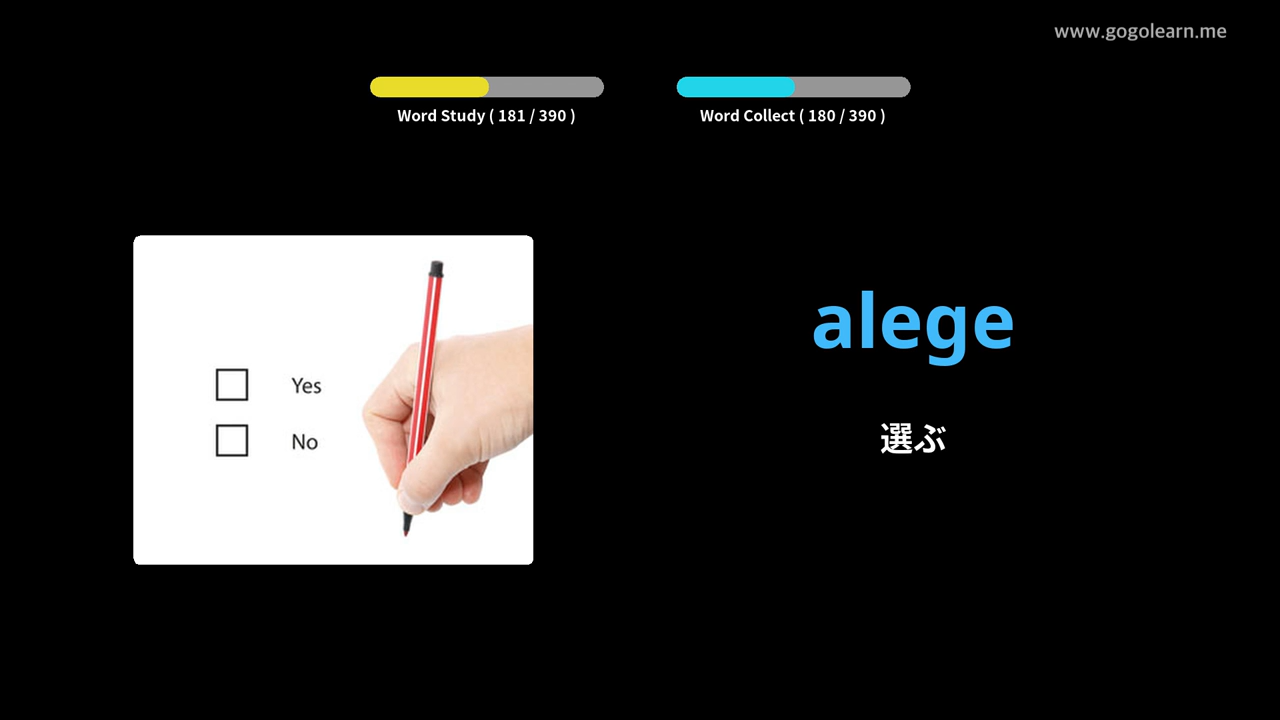 www.gogolearn.me
Word Study ( 181 / 390 )
Word Collect ( 180 / 390 )
Yes
No
alege
選ぶ